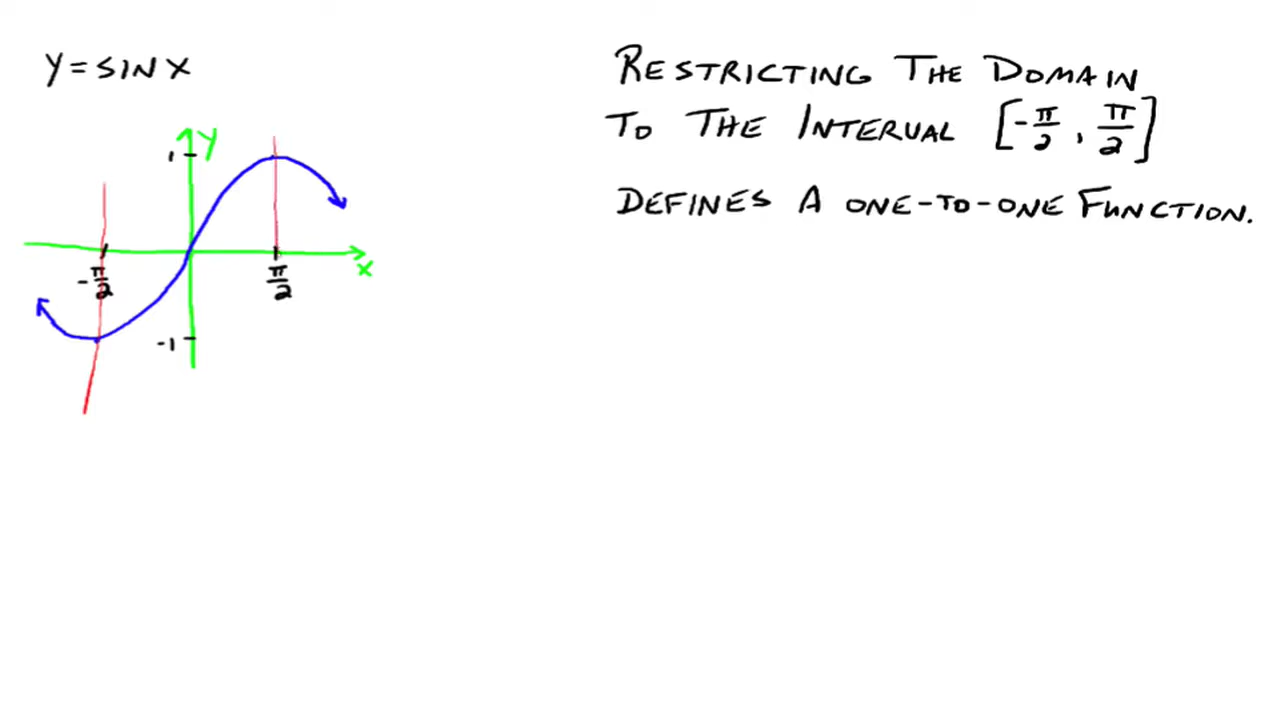 Y = SIN X
RESTRICTING THE DOMAIN
TO THE INTERVAL [-π/2, π/2]
DEFINES A ONE-TO-ONE FUNCTION.
Y
1
-π/2
π/2
X
-1